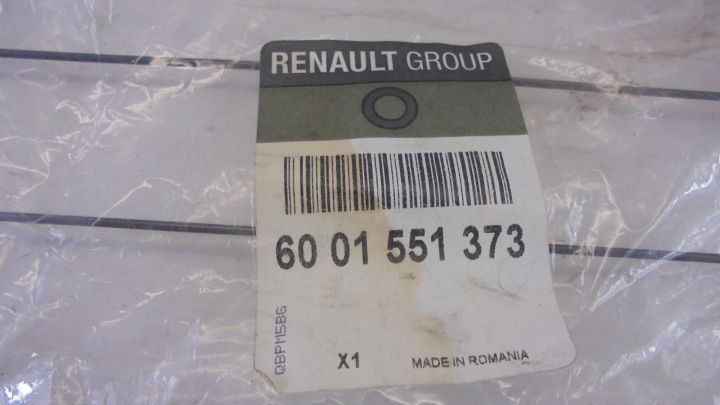 RENAULT GROUP
60 01 551 373
QBPM5BG
X1
MADE IN ROMANIA